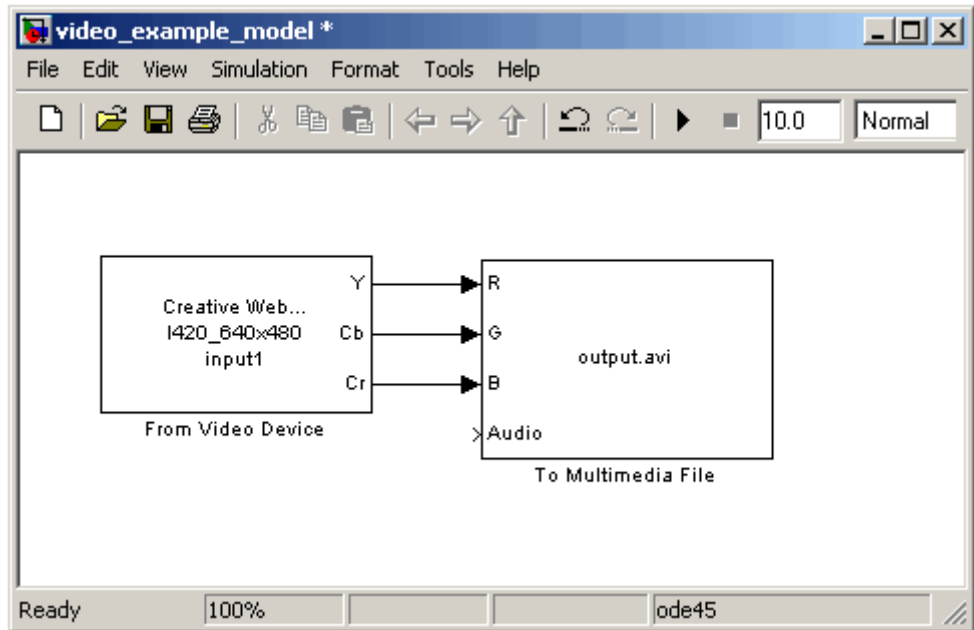 video_example_model *
File Edit View Simulation Format Tools Help
10.0 Normal
Creative Web...
I420_640x480
input1
Y
Cb
Cr
From Video Device
R
G
B
Audio
output.avi
To Multimedia File
Ready 100% ode45